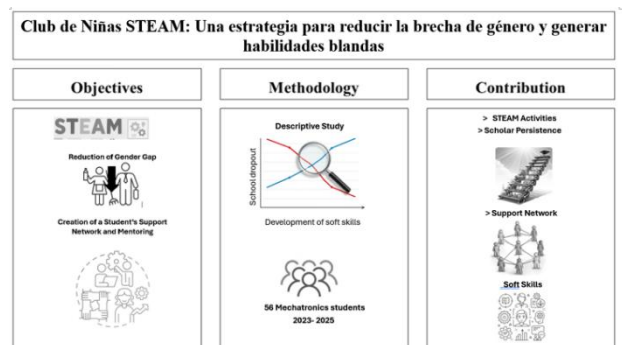 Club de Niñas STEAM: Una estrategia para reducir la brecha de género y generar
habilidades blandas
Objectives
STEAM
Reduction of Gender Gap
Creation of a Student's Support
Network and Mentoring
Methodology
Descriptive Study
School dropout
Development of soft skills
56 Mechatronics students
2023- 2025
Contribution
> STEAM Activities
> Scholar Persistence
> Support Network
Soft Skills